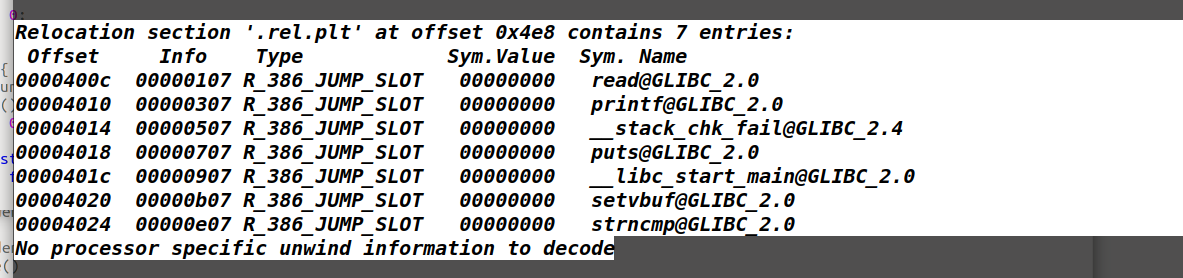 Relocation section '.rel.plt' at offset 0x4e8 contains 7 entries:
Offset Info Type Sym.Value Sym. Name
0000400c 00000107 R_386_JUMP_SLOT 00000000 read@GLIBC_2.0
00004010 00000307 R_386_JUMP_SLOT 00000000 printf@GLIBC_2.0
00004014 00000507 R_386_JUMP_SLOT 00000000 __stack_chk_fail@GLIBC_2.4
00004018 00000707 R_386_JUMP_SLOT 00000000 puts@GLIBC_2.0
0000401c 00000907 R_386_JUMP_SLOT 00000000 __libc_start_main@GLIBC_2.0
00004020 00000b07 R_386_JUMP_SLOT 00000000 setvbuf@GLIBC_2.0
00004024 00000e07 R_386_JUMP_SLOT 00000000 strncmp@GLIBC_2.0
No processor specific unwind information to decode